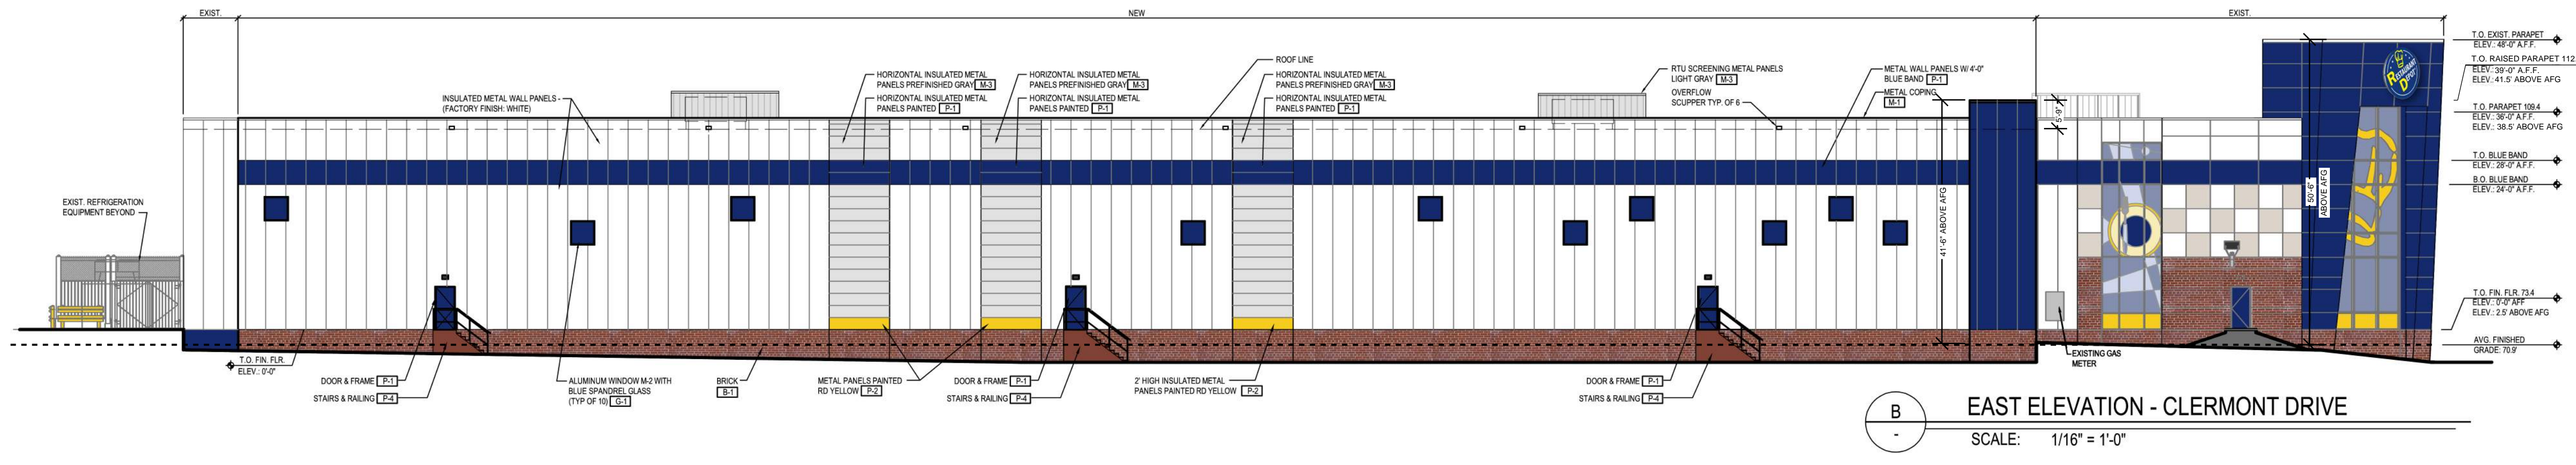 EXIST.
NEW
EXIST.
ROOF LINE
HORIZONTAL INSULATED METAL
PANELS PREFINISHED GRAY M-3
HORIZONTAL INSULATED METAL
PANELS PAINTED P-1
HORIZONTAL INSULATED METAL
PANELS PREFINISHED GRAY M-3
HORIZONTAL INSULATED METAL
PANELS PAINTED P-1
HORIZONTAL INSULATED METAL
PANELS PREFINISHED GRAY M-3
HORIZONTAL INSULATED METAL
PANELS PAINTED P-1
INSULATED METAL WALL PANELS -
(FACTORY FINISH: WHITE)
RTU SCREENING METAL PANELS
LIGHT GRAY M-3
OVERFLOW
SCUPPER TYP. OF 6
METAL WALL PANELS W/ 4'-0"
BLUE BAND P-1
METAL COPING
M-1
5'-9"
41'-6" ABOVE AFG
50'-6"
ABOVE AFG
RESTAURANT
DEPOT
T.O. EXIST. PARAPET
ELEV.: 48'-0" A.F.F.
T.O. RAISED PARAPET 112.
ELEV.: 39'-0" A.F.F.
ELEV.: 41.5' ABOVE AFG
T.O. PARAPET 109.4
ELEV.: 36'-0" A.F.F.
ELEV.: 38.5' ABOVE AFG
T.O. BLUE BAND
ELEV.: 28'-0" A.F.F.
B.O. BLUE BAND
ELEV.: 24'-0" A.F.F.
T.O. FIN. FLR. 73.4
ELEV.: 0'-0" AFF
ELEV.: 2.5' ABOVE AFG
AVG. FINISHED
GRADE: 70.9'
EXIST. REFRIGERATION
EQUIPMENT BEYOND
T.O. FIN. FLR.
ELEV.: 0'-0"
DOOR & FRAME P-1
STAIRS & RAILING P-4
ALUMINUM WINDOW M-2 WITH
BLUE SPANDREL GLASS
(TYP OF 10) G-1
BRICK
B-1
METAL PANELS PAINTED
RD YELLOW P-2
DOOR & FRAME P-1
STAIRS & RAILING P-4
2' HIGH INSULATED METAL
PANELS PAINTED RD YELLOW P-2
DOOR & FRAME P-1
STAIRS & RAILING P-4
EXISTING GAS
METER
B
-
EAST ELEVATION - CLERMONT DRIVE
SCALE: 1/16" = 1'-0"